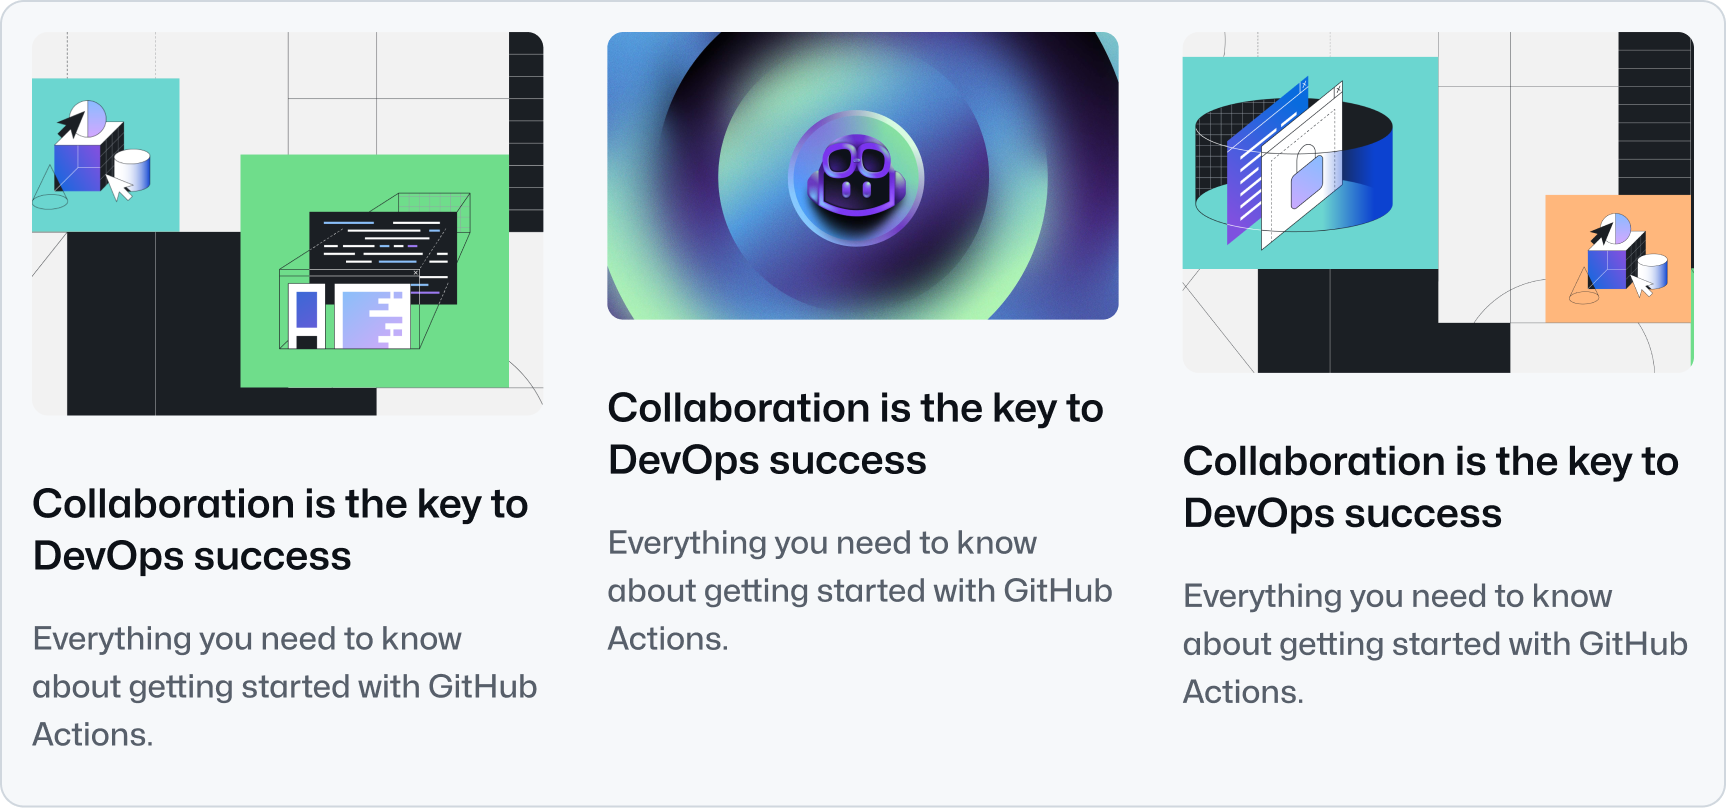 Collaboration is the key to
DevOps success
Everything you need to know
about getting started with GitHub
Actions.
Collaboration is the key to
DevOps success
Everything you need to know
about getting started with GitHub
Actions.
Collaboration is the key to
DevOps success
Everything you need to know
about getting started with GitHub
Actions.